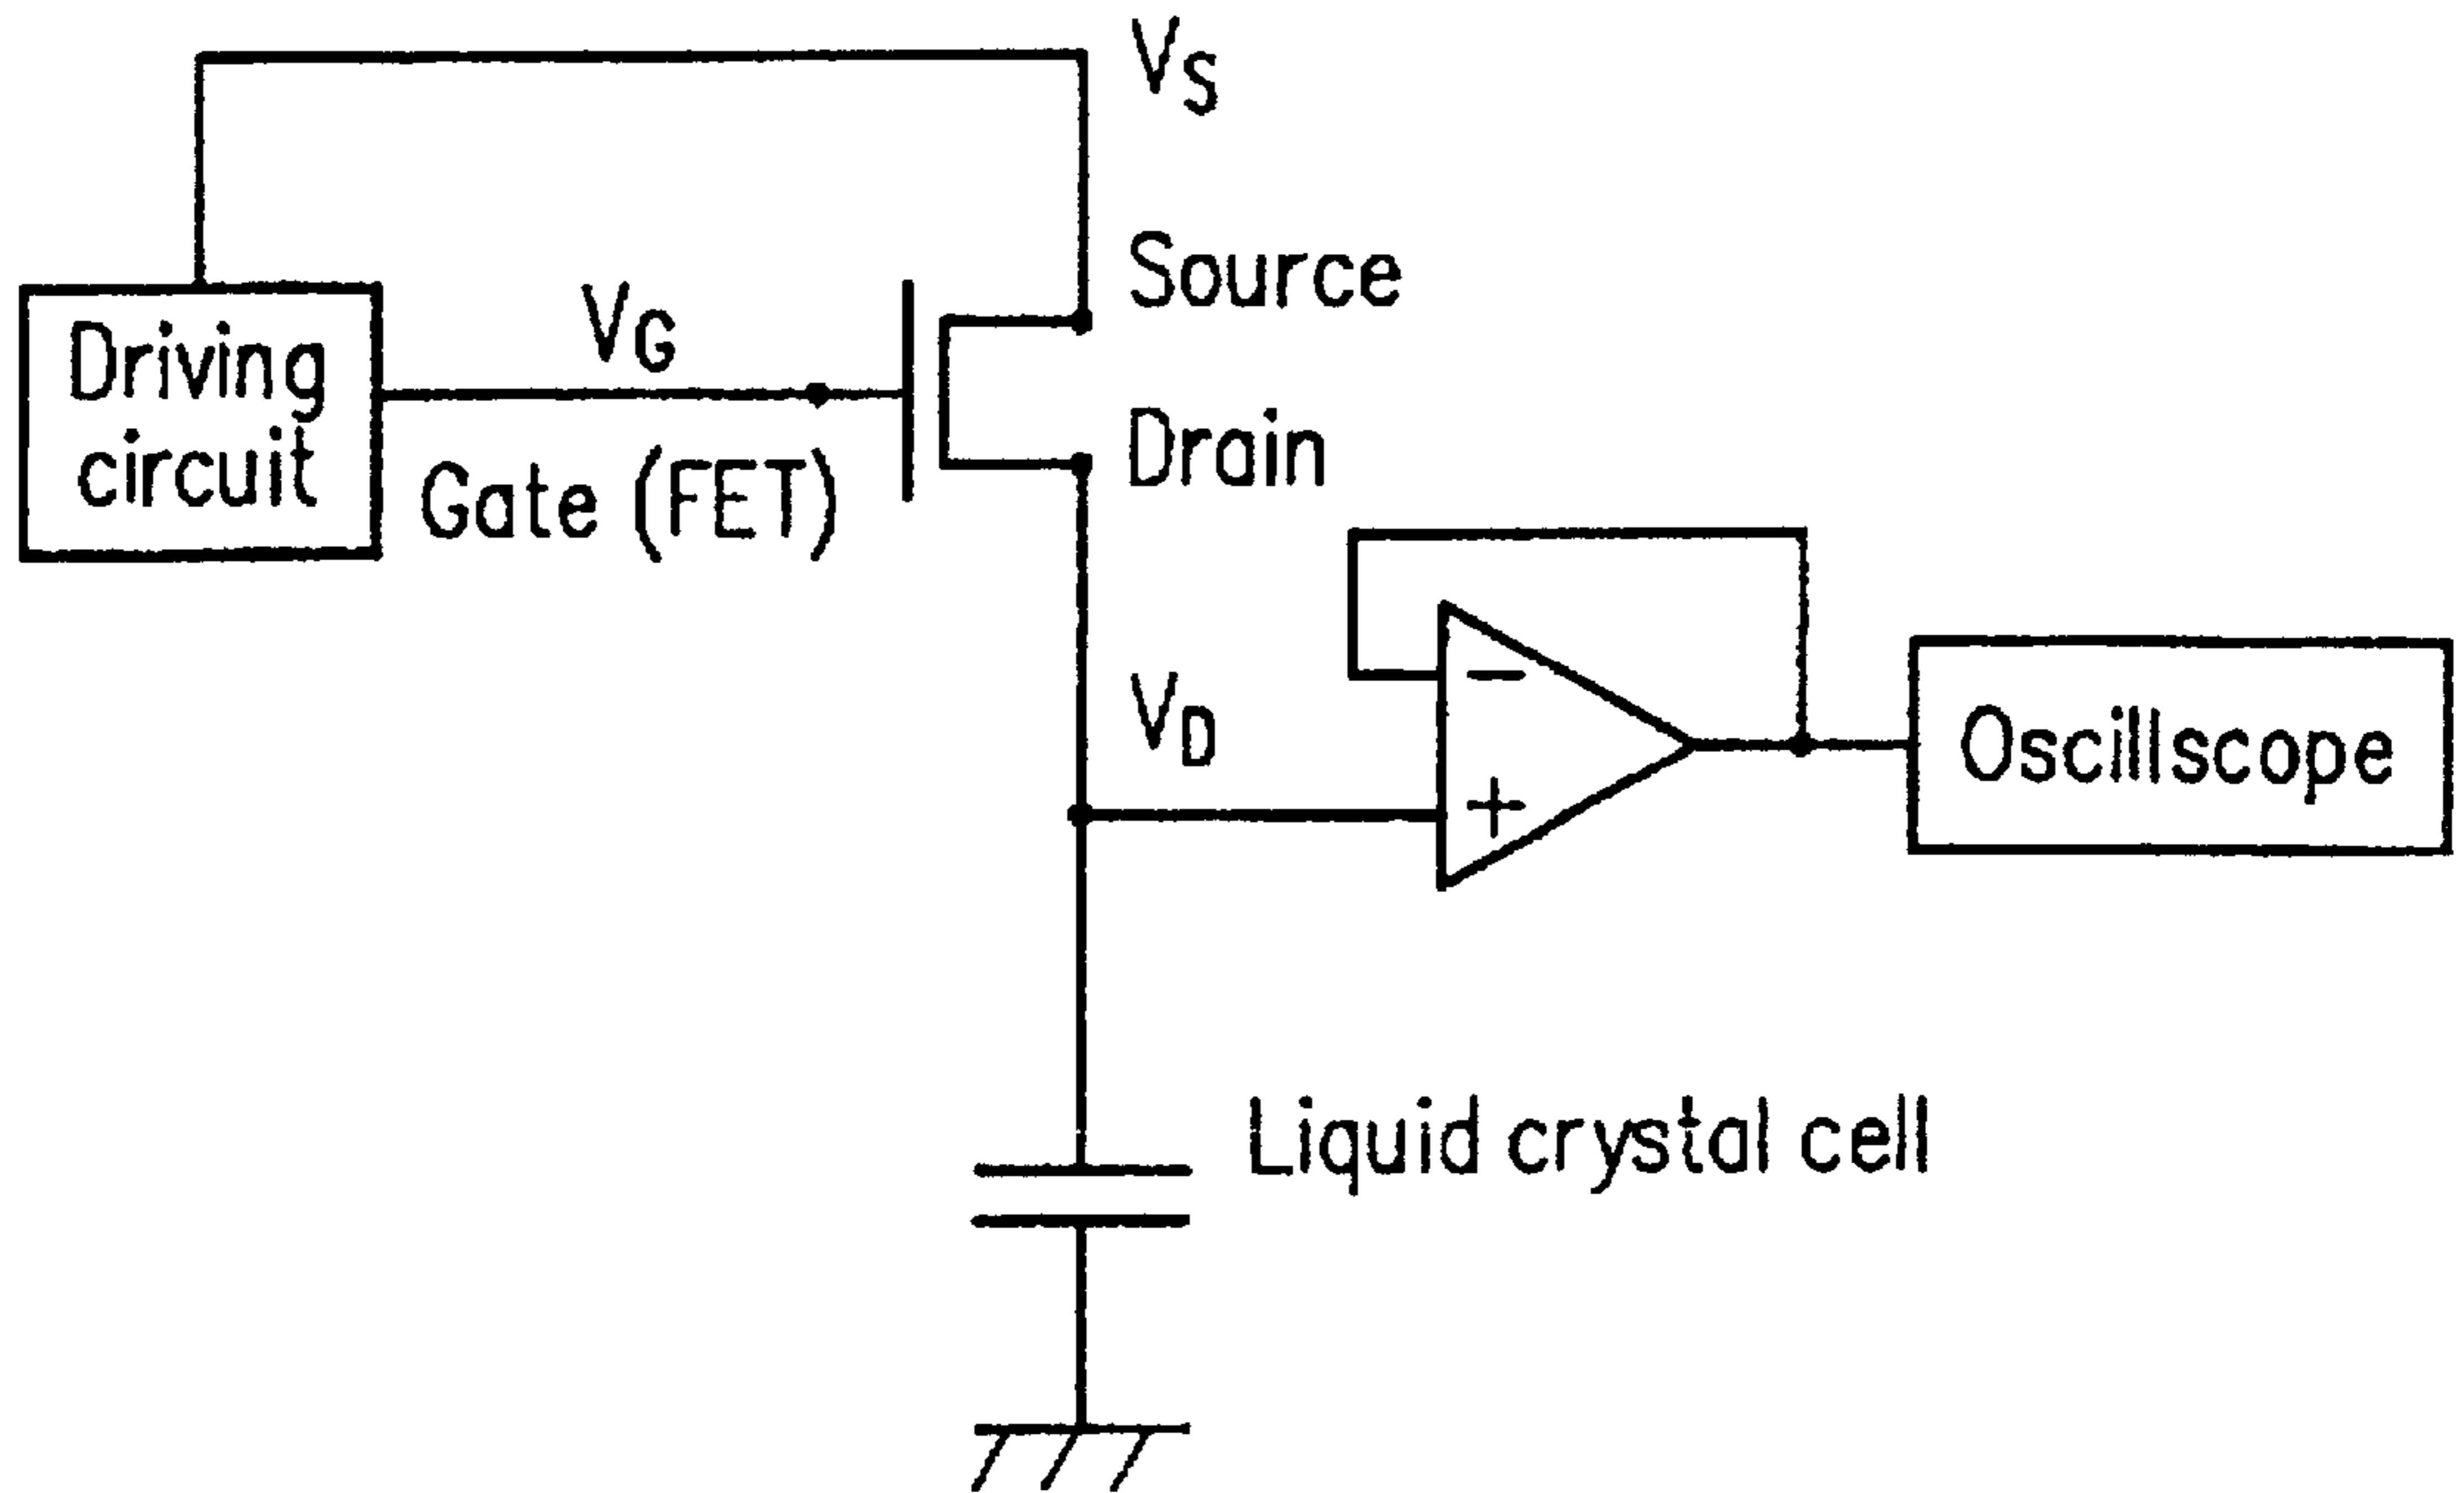 VS
Source
Driving
circuit
VG
Gate (FET)
Drain
VD
−
+
Oscillscope
Liquid crystal cell